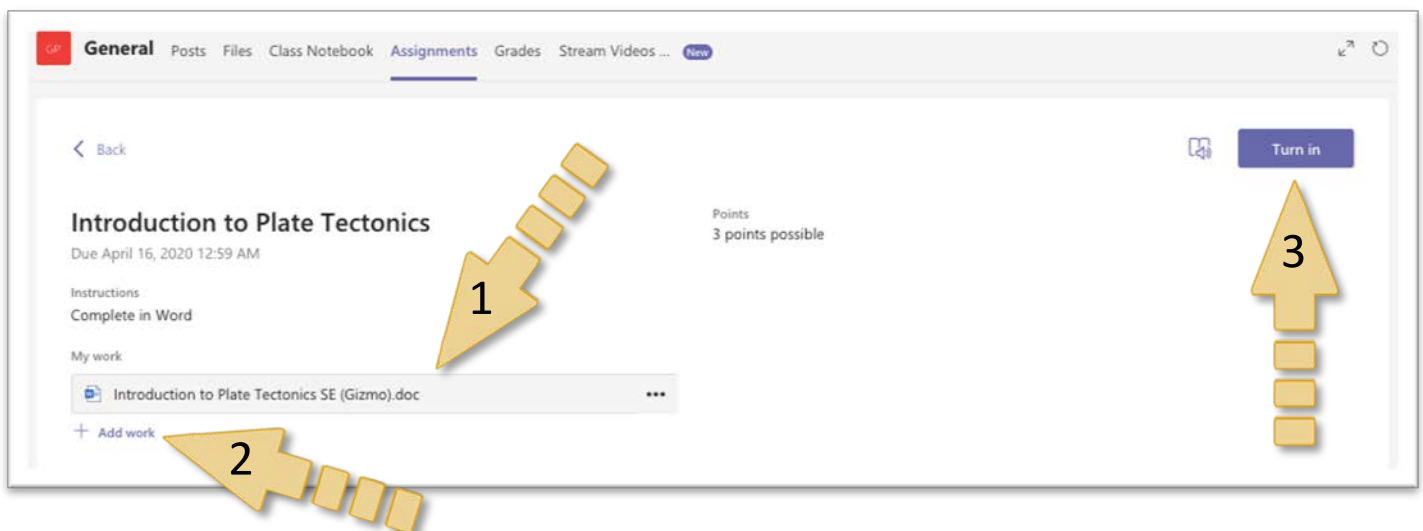 GP General Posts Files Class Notebook Assignments Grades Stream Videos ... New
Back
Turn in
Introduction to Plate Tectonics
Points
3 points possible
Due April 16, 2020 12:59 AM
3
1
Instructions
Complete in Word
My work
Introduction to Plate Tectonics SE (Gizmo).doc
+ Add work
2